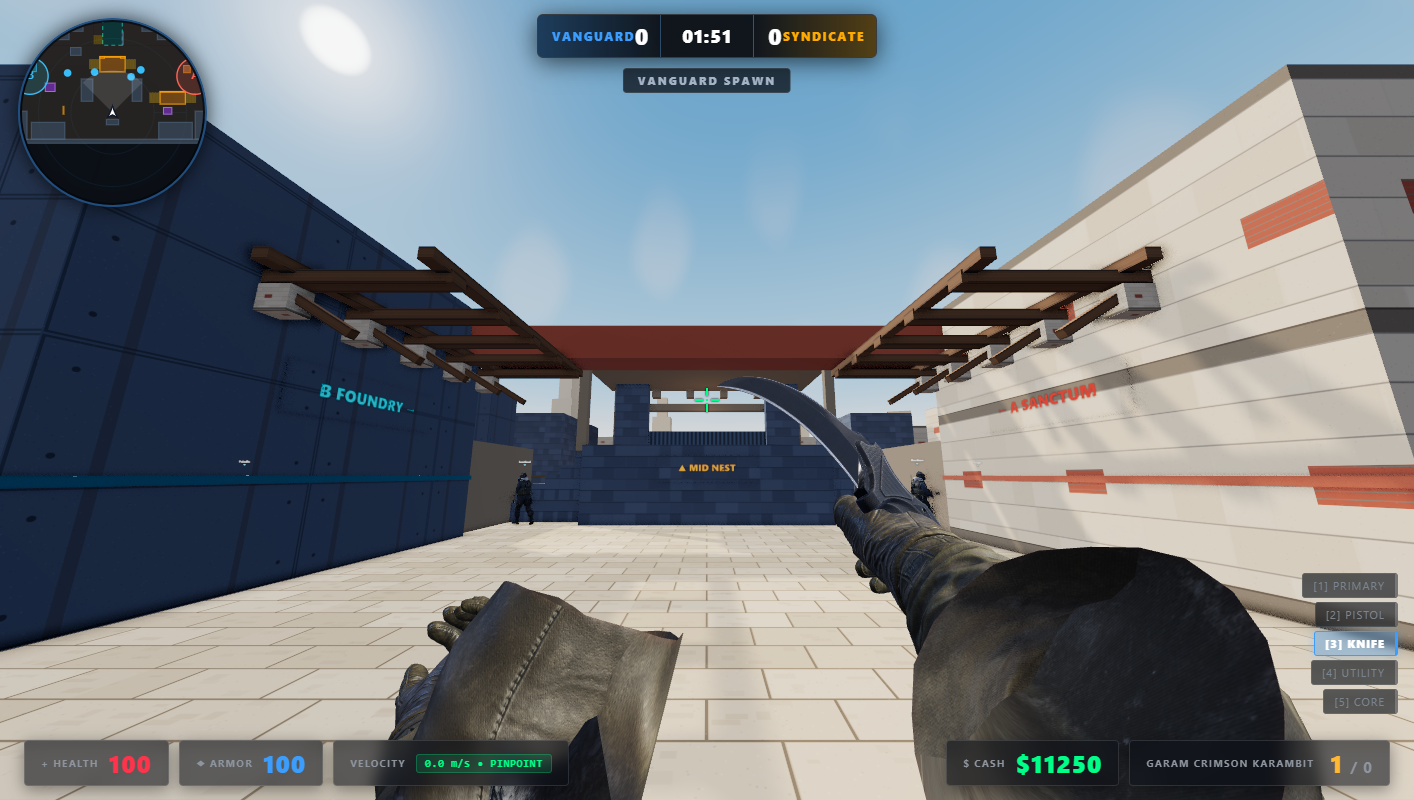 VANGUARD 0 01:51 0 SYNDICATE
VANGUARD SPAWN
B
A
B FOUNDRY →
← A SANCTUM
▲ MID NEST
[1] PRIMARY
[2] PISTOL
[3] KNIFE
[4] UTILITY
[5] CORE
+ HEALTH 100
◆ ARMOR 100
VELOCITY 0.0 m/s • PINPOINT
$ CASH $11250
GARAM CRIMSON KARAMBIT 1 / 0